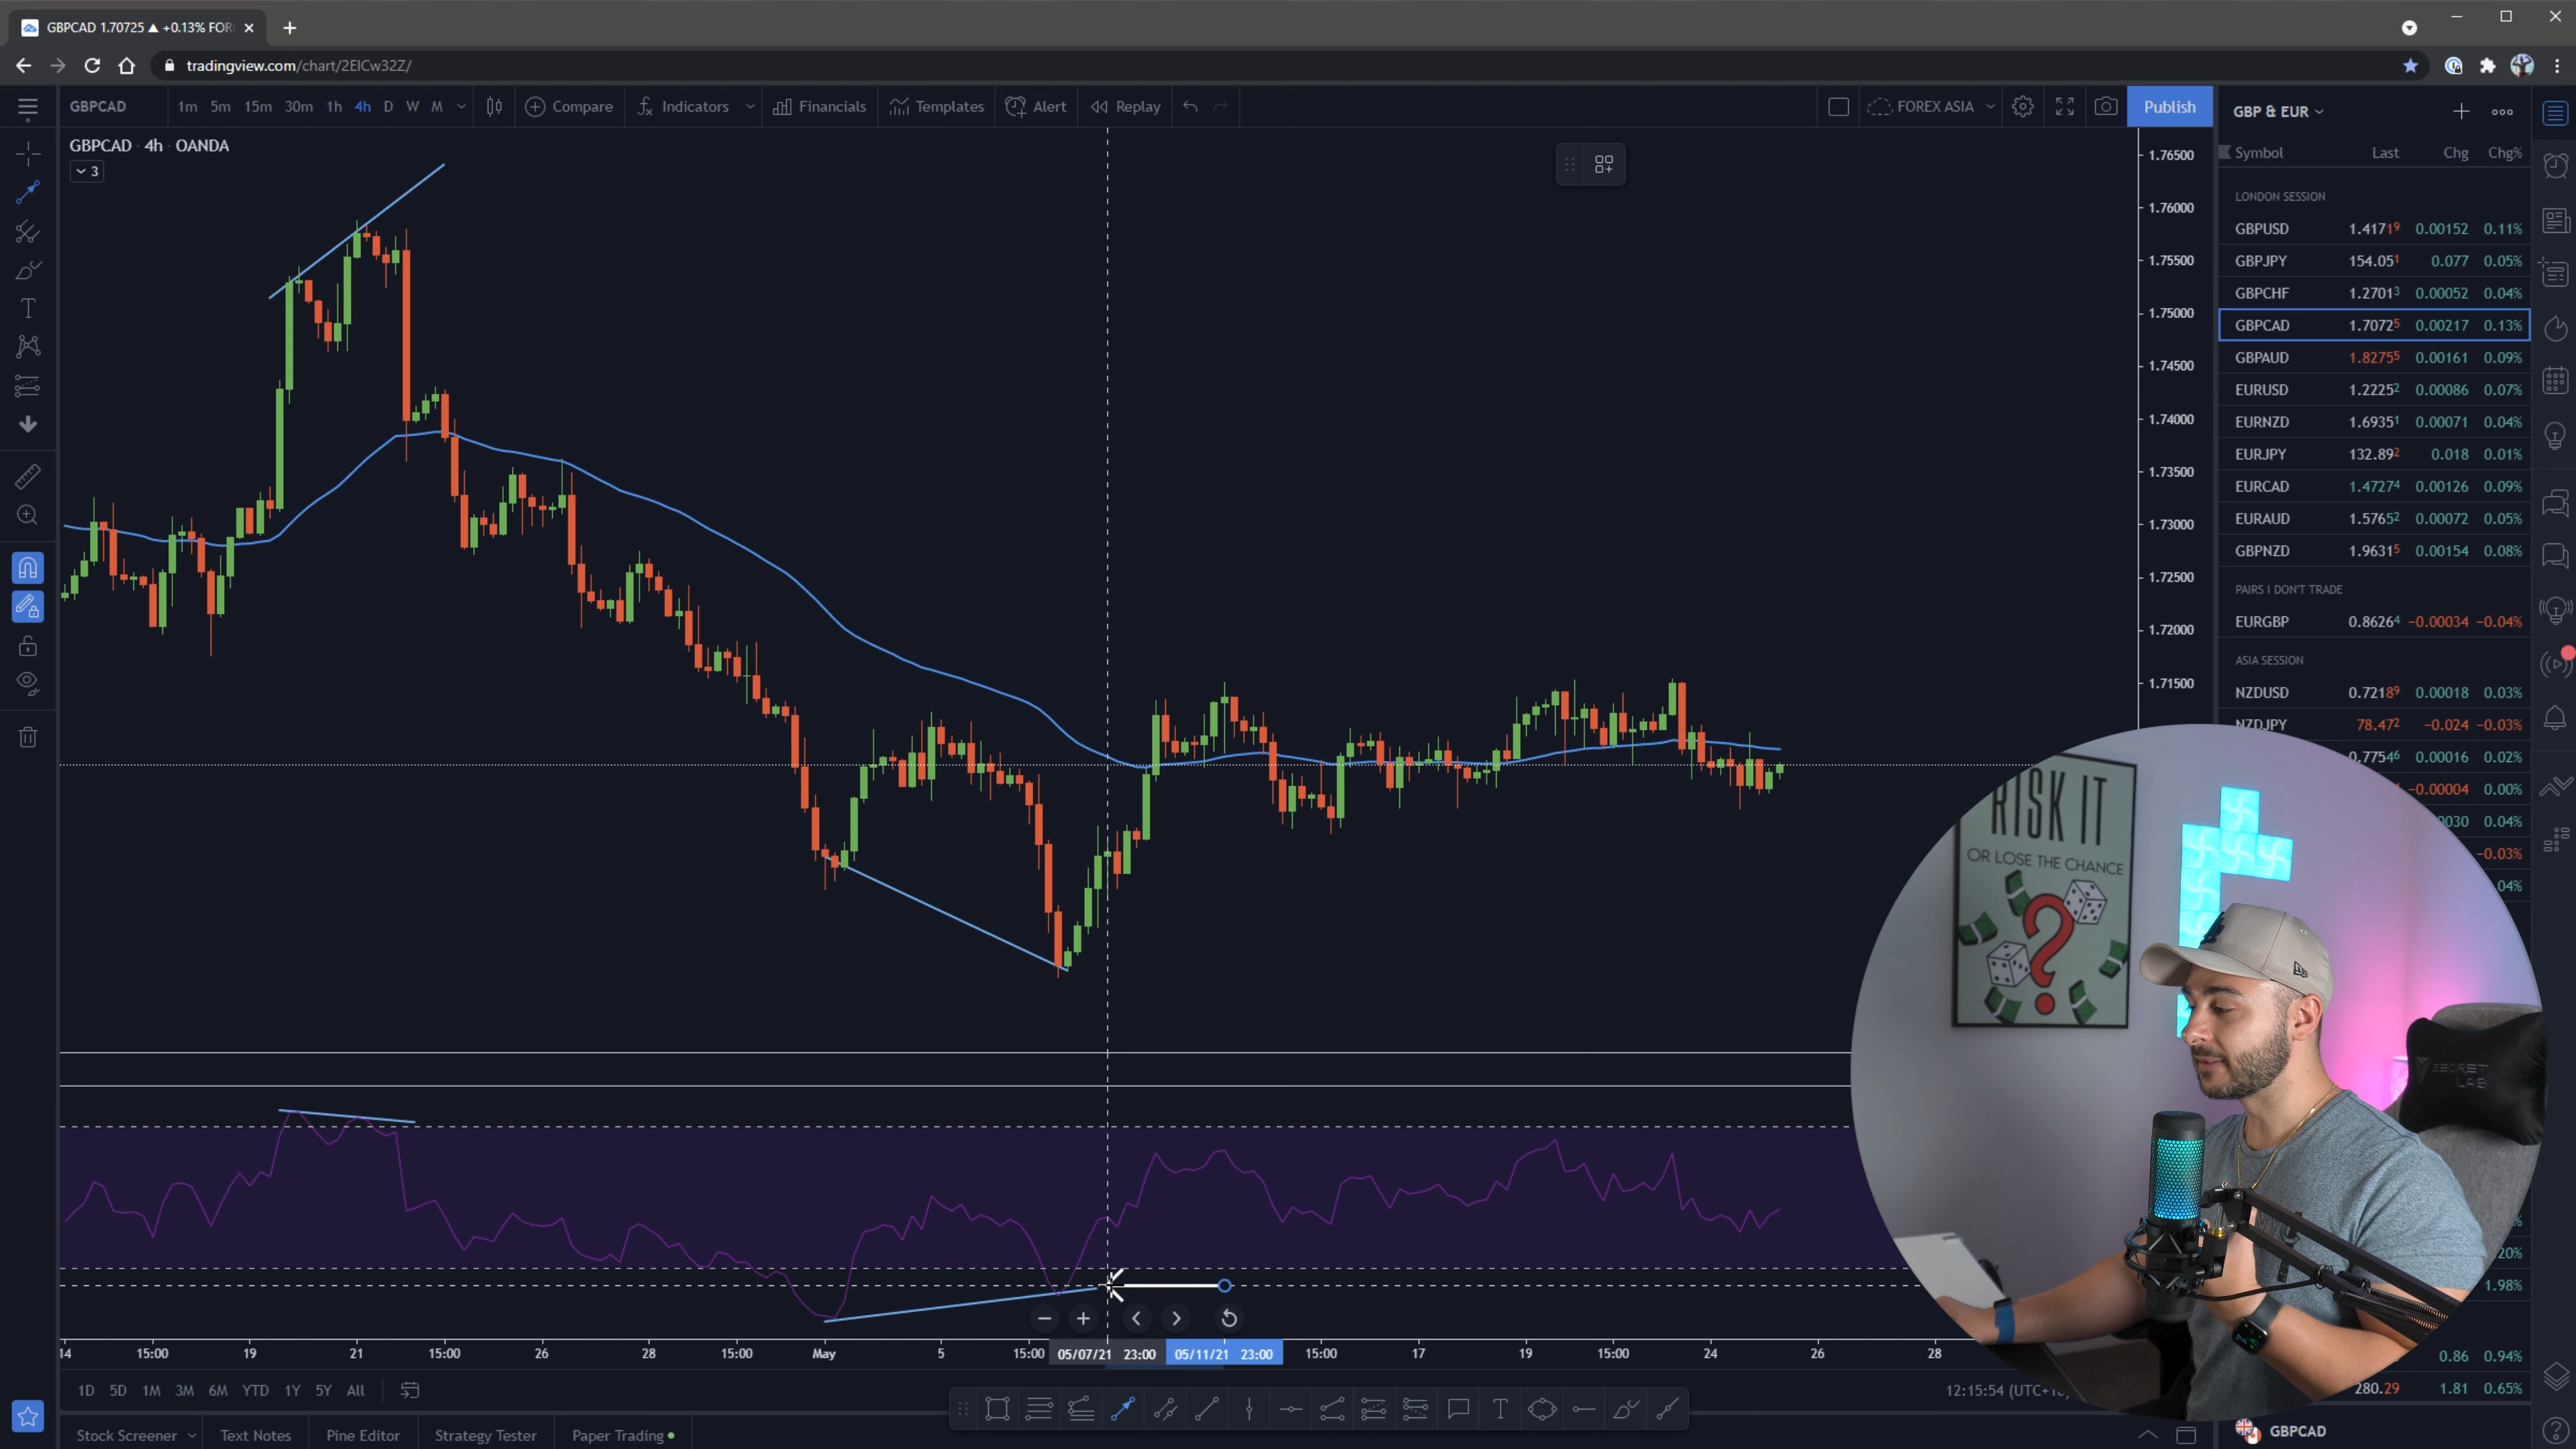 GBPCAD 1.70725 ▲ +0.13% FOR
tradingview.com/chart/2ElCw32Z/
GBPCAD 1m 5m 15m 30m 1h 4h D W M Compare Indicators Financials Templates Alert Replay FOREX ASIA Publish GBP & EUR
GBPCAD · 4h · OANDA
3
Symbol Last Chg Chg%
LONDON SESSION
GBPUSD 1.41719 0.00152 0.11%
GBPJPY 154.051 0.077 0.05%
GBPCHF 1.27013 0.00052 0.04%
GBPCAD 1.70725 0.00217 0.13%
GBPAUD 1.82755 0.00161 0.09%
EURUSD 1.22252 0.00086 0.07%
EURNZD 1.69351 0.00071 0.04%
EURJPY 132.892 0.018 0.01%
EURCAD 1.47274 0.00126 0.09%
EURAUD 1.57652 0.00072 0.05%
GBPNZD 1.96315 0.00154 0.08%
PAIRS I DON'T TRADE
EURGBP 0.86264 −0.00034 −0.04%
ASIA SESSION
NZDUSD 0.72189 0.00018 0.03%
NZDJPY 78.472 −0.024 −0.03%
0.77546 0.00016 0.02%
−0.00004 0.00%
0030 0.04%
−0.03%
04%
1.76500
1.76000
1.75500
1.75000
1.74500
1.74000
1.73500
1.73000
1.72500
1.72000
1.71500
RISK IT
OR LOSE THE CHANCE
?
SECRET
LAB
20%
1.98%
0.86 0.94%
280.29 1.81 0.65%
14 15:00 19 21 15:00 26 28 15:00 May 5 15:00 05/07/21 23:00 05/11/21 23:00 15:00 17 19 15:00 24 26 28
1D 5D 1M 3M 6M YTD 1Y 5Y All
12:15:54 (UTC+
Stock Screener Text Notes Pine Editor Strategy Tester Paper Trading
GBPCAD